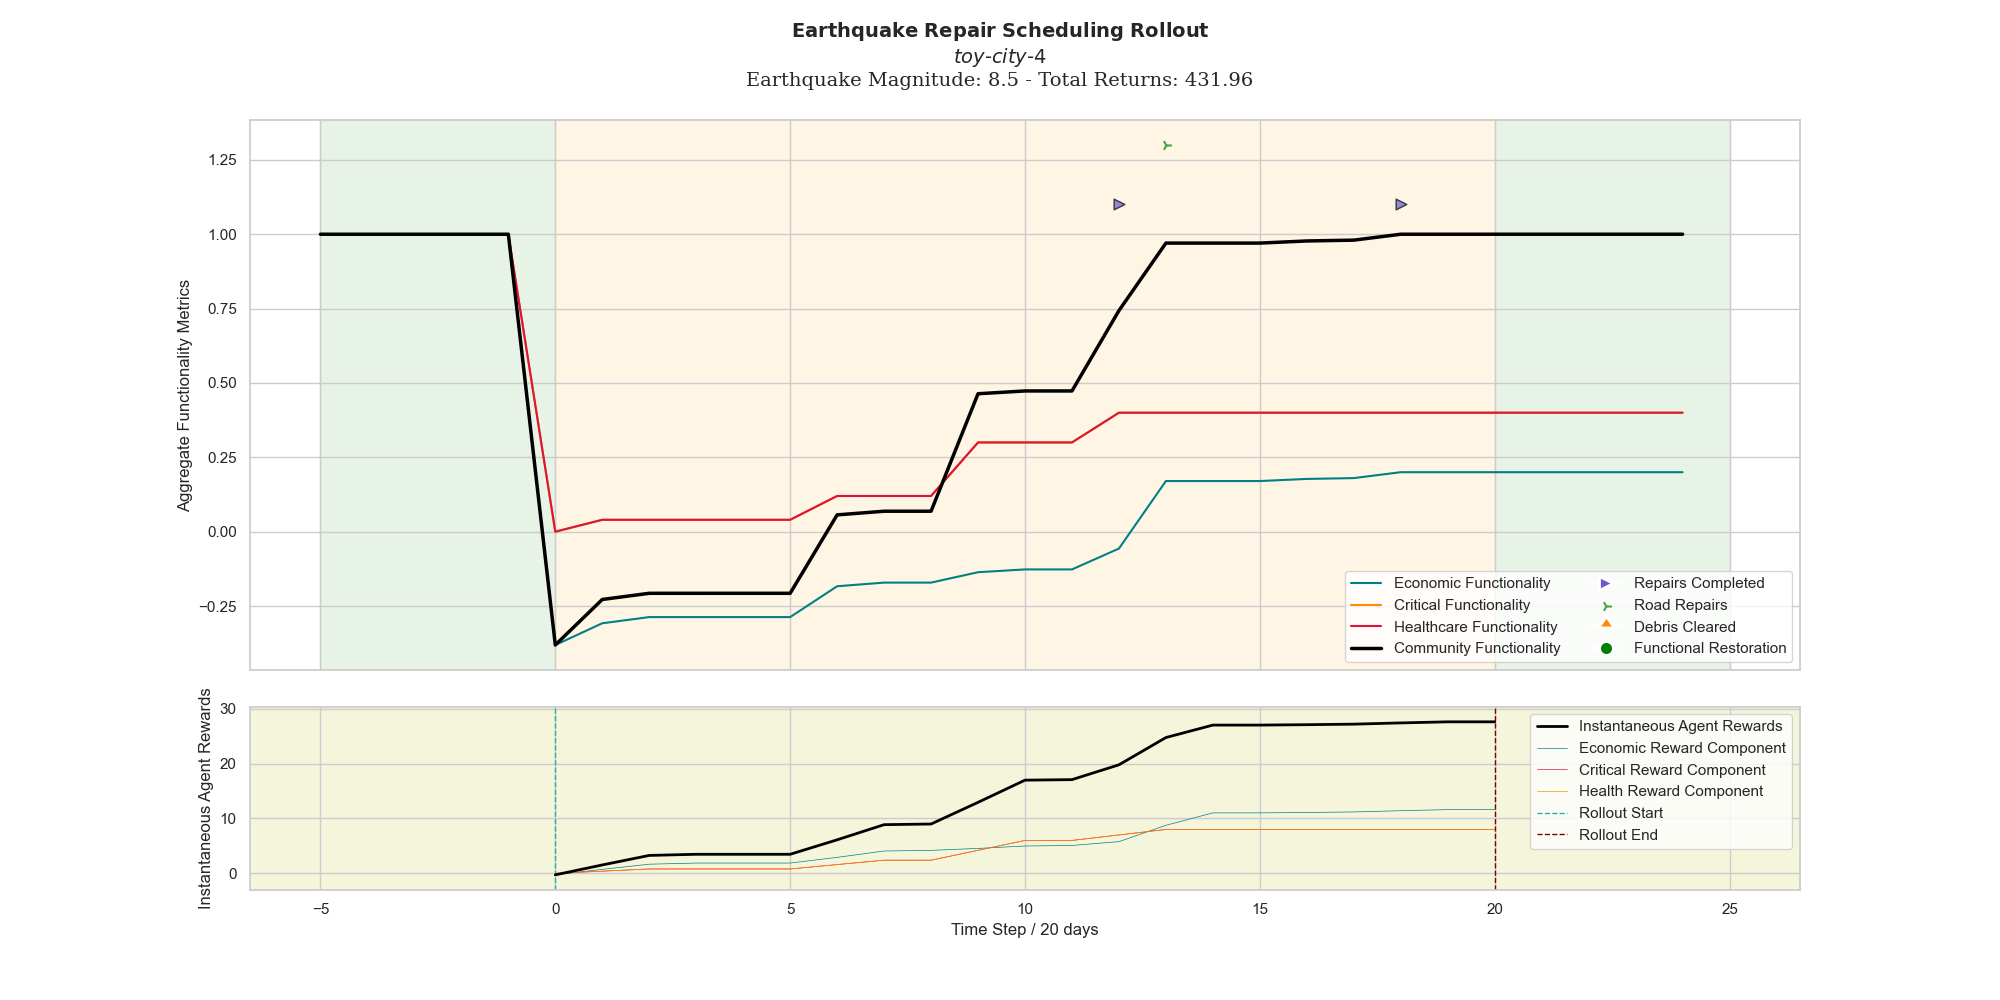 Earthquake Repair Scheduling Rollout
toy-city-4
Earthquake Magnitude: 8.5 - Total Returns: 431.96
Aggregate Functionality Metrics
1.25
1.00
0.75
0.50
0.25
0.00
−0.25
Economic Functionality
Critical Functionality
Healthcare Functionality
Community Functionality
Repairs Completed
Road Repairs
Debris Cleared
Functional Restoration
Instantaneous Agent Rewards
30
20
10
0
Instantaneous Agent Rewards
Economic Reward Component
Critical Reward Component
Health Reward Component
Rollout Start
Rollout End
−5 0 5 10 15 20 25
Time Step / 20 days